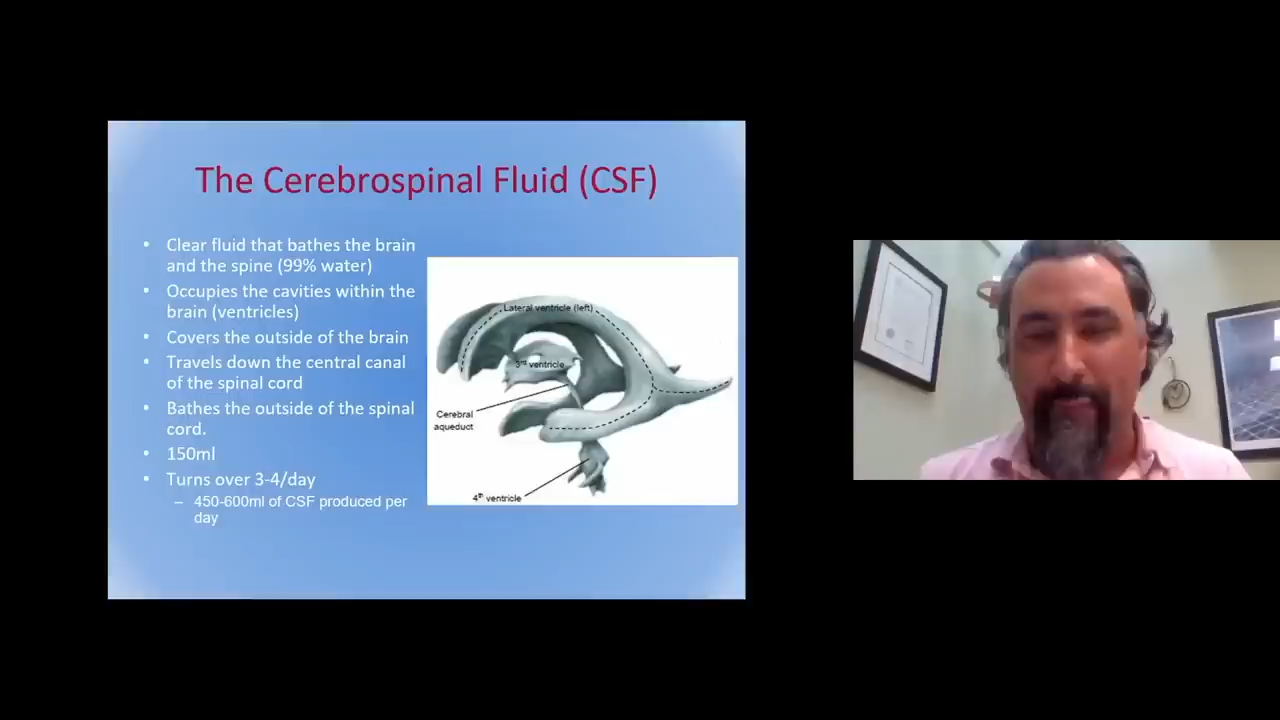 The Cerebrospinal Fluid (CSF)
• Clear fluid that bathes the brain
and the spine (99% water)
• Occupies the cavities within the
brain (ventricles)
• Covers the outside of the brain
• Travels down the central canal
of the spinal cord
• Bathes the outside of the spinal
cord.
• 150ml
• Turns over 3-4/day
– 450-600ml of CSF produced per
day
Lateral ventricle (left)
3rd ventricle
Cerebral
aqueduct
4th ventricle